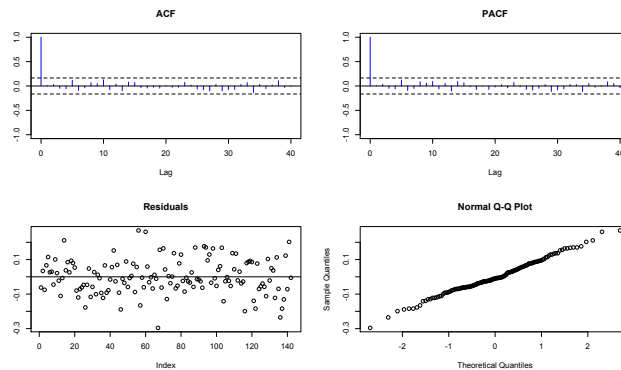 ACF
PACF
1.0
0.5
0.0
-0.5
-1.0
1.0
0.5
0.0
-0.5
-1.0
0 10 20 30 40
0 10 20 30 40
Lag
Lag
Residuals
Normal Q-Q Plot
0.1
-0.1
-0.3
Sample Quantiles
0.1
-0.1
-0.3
0 20 40 60 80 100 120 140
-2 -1 0 1 2
Index
Theoretical Quantiles